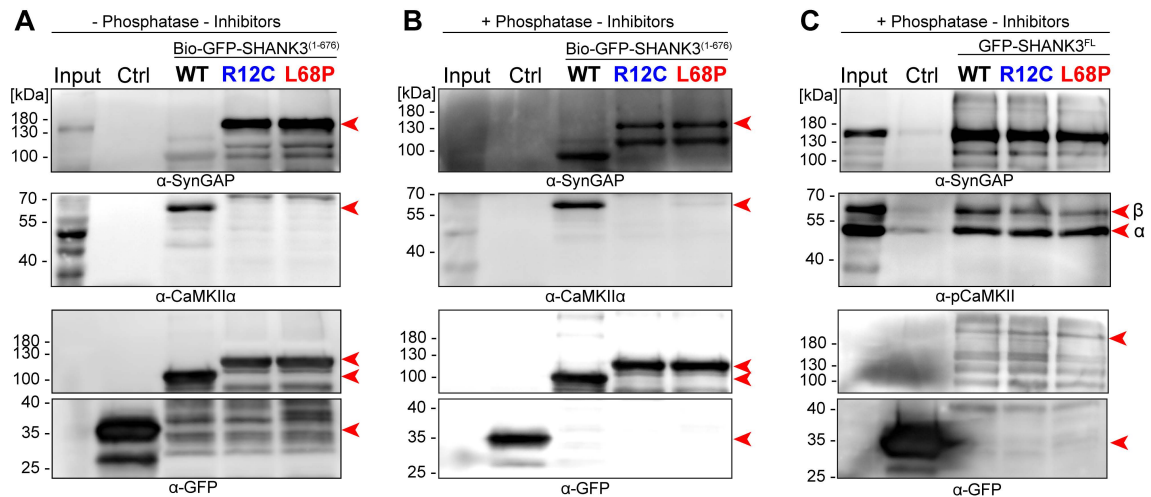 A
- Phosphatase - Inhibitors
Bio-GFP-SHANK3(1-676)
Input Ctrl WT R12C L68P
[kDa]
180 -
130 -
100 -
α-SynGAP
70 -
55 -
40 -
α-CaMKIIα
180 -
130 -
100 -
40 -
35 -
25 -
α-GFP
B
+ Phosphatase - Inhibitors
Bio-GFP-SHANK3(1-676)
Input Ctrl WT R12C L68P
[kDa]
180 -
130 -
100 -
α-SynGAP
70 -
55 -
40 -
α-CaMKIIα
180 -
130 -
100 -
40 -
35 -
25 -
α-GFP
C
+ Phosphatase - Inhibitors
GFP-SHANK3FL
Input Ctrl WT R12C L68P
[kDa]
180 -
130 -
100 -
α-SynGAP
70 -
55 -
40 -
β
α
α-pCaMKII
180 -
130 -
100 -
40 -
35 -
25 -
α-GFP